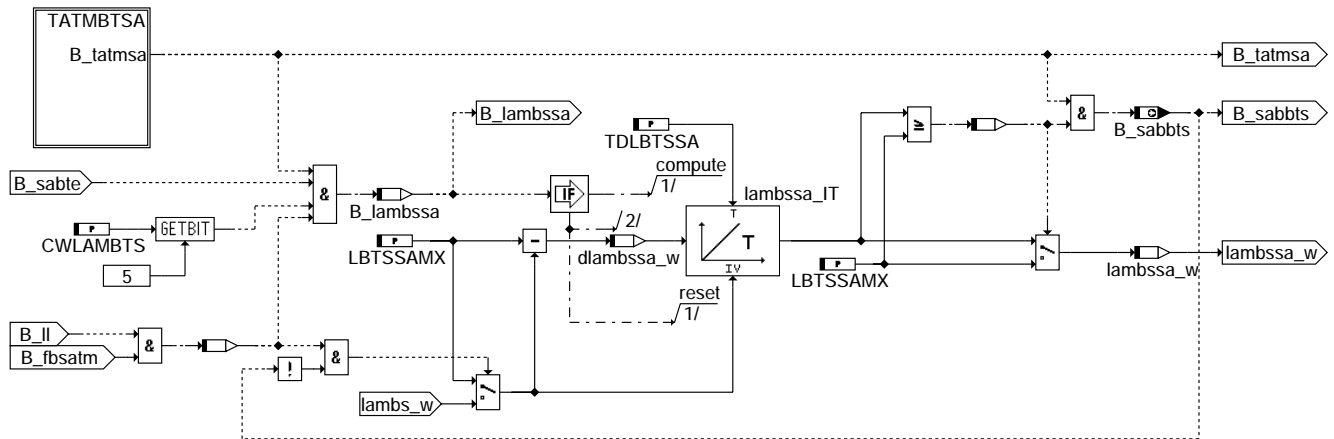 TATMBTSA
B_tatmsa
B_tatmsa
B_lambssa
B_sabbts
B_sabbts
TDLBTSSA
P
compute
1/
&
B_sabte
&
B_lambssa
IF
lambssa_IT
T
T
IV
2/
P
CWLAMBTS
GETBIT
5
P
LBTSSAMX
-
dlambssa_w
P
LBTSSAMX
lambssa_w
lambssa_w
reset
1/
B_ll
B_fbsatm
&
!
&
lambs_w